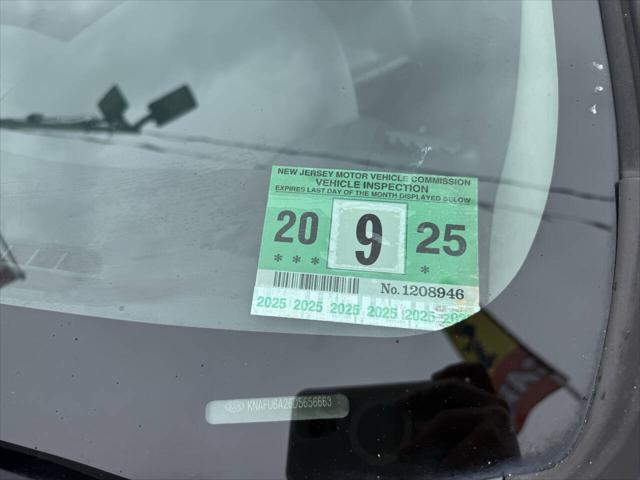 NEW JERSEY MOTOR VEHICLE COMMISSION
VEHICLE INSPECTION
EXPIRES LAST DAY OF THE MONTH DISPLAYED BELOW
20 9 25
* * * *
No. 1208946
2025 2025 2025 2025 2025 202
KNAFU6A26D5656663